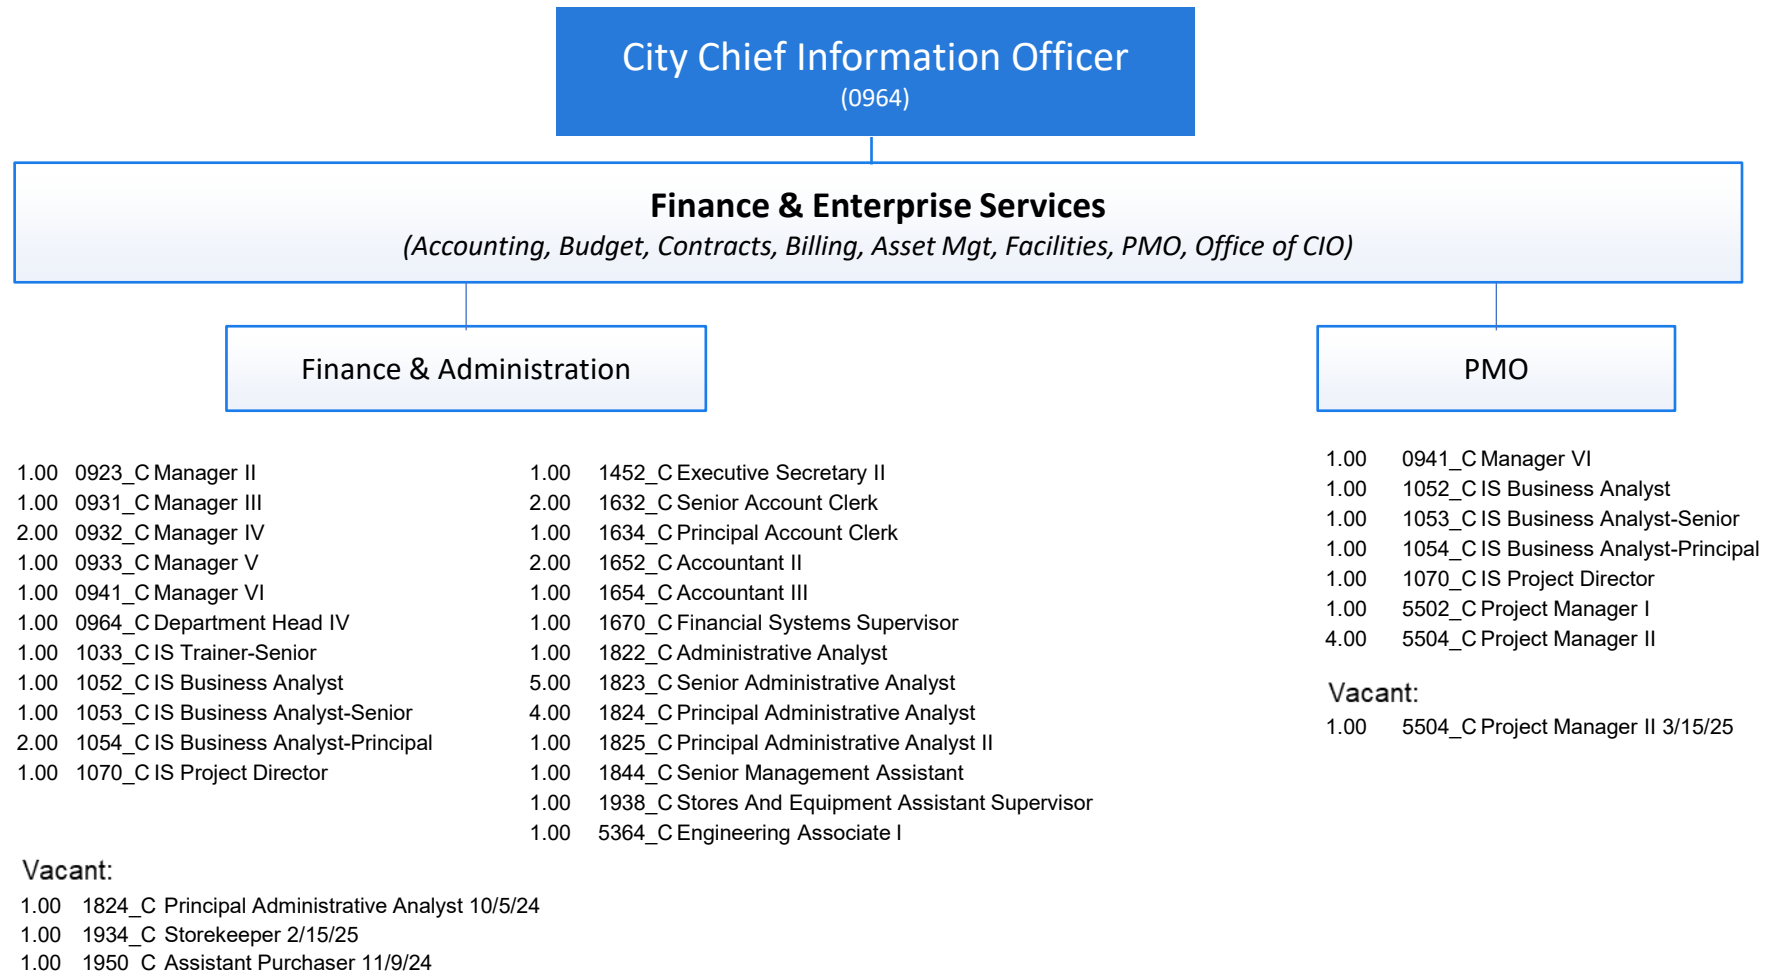 City Chief Information Officer
(0964)
Finance & Enterprise Services
(Accounting, Budget, Contracts, Billing, Asset Mgt, Facilities, PMO, Office of CIO)
Finance & Administration
1.00 0923_C Manager II
1.00 0931_C Manager III
2.00 0932_C Manager IV
1.00 0933_C Manager V
1.00 0941_C Manager VI
1.00 0964_C Department Head IV
1.00 1033_C IS Trainer-Senior
1.00 1052_C IS Business Analyst
1.00 1053_C IS Business Analyst-Senior
2.00 1054_C IS Business Analyst-Principal
1.00 1070_C IS Project Director
1.00 1452_C Executive Secretary II
2.00 1632_C Senior Account Clerk
1.00 1634_C Principal Account Clerk
2.00 1652_C Accountant II
1.00 1654_C Accountant III
1.00 1670_C Financial Systems Supervisor
1.00 1822_C Administrative Analyst
5.00 1823_C Senior Administrative Analyst
4.00 1824_C Principal Administrative Analyst
1.00 1825_C Principal Administrative Analyst II
1.00 1844_C Senior Management Assistant
1.00 1938_C Stores And Equipment Assistant Supervisor
1.00 5364_C Engineering Associate I
Vacant:
1.00 1824_C Principal Administrative Analyst 10/5/24
1.00 1934_C Storekeeper 2/15/25
1.00 1950_C Assistant Purchaser 11/9/24
PMO
1.00 0941_C Manager VI
1.00 1052_C IS Business Analyst
1.00 1053_C IS Business Analyst-Senior
1.00 1054_C IS Business Analyst-Principal
1.00 1070_C IS Project Director
1.00 5502_C Project Manager I
4.00 5504_C Project Manager II
Vacant:
1.00 5504_C Project Manager II 3/15/25